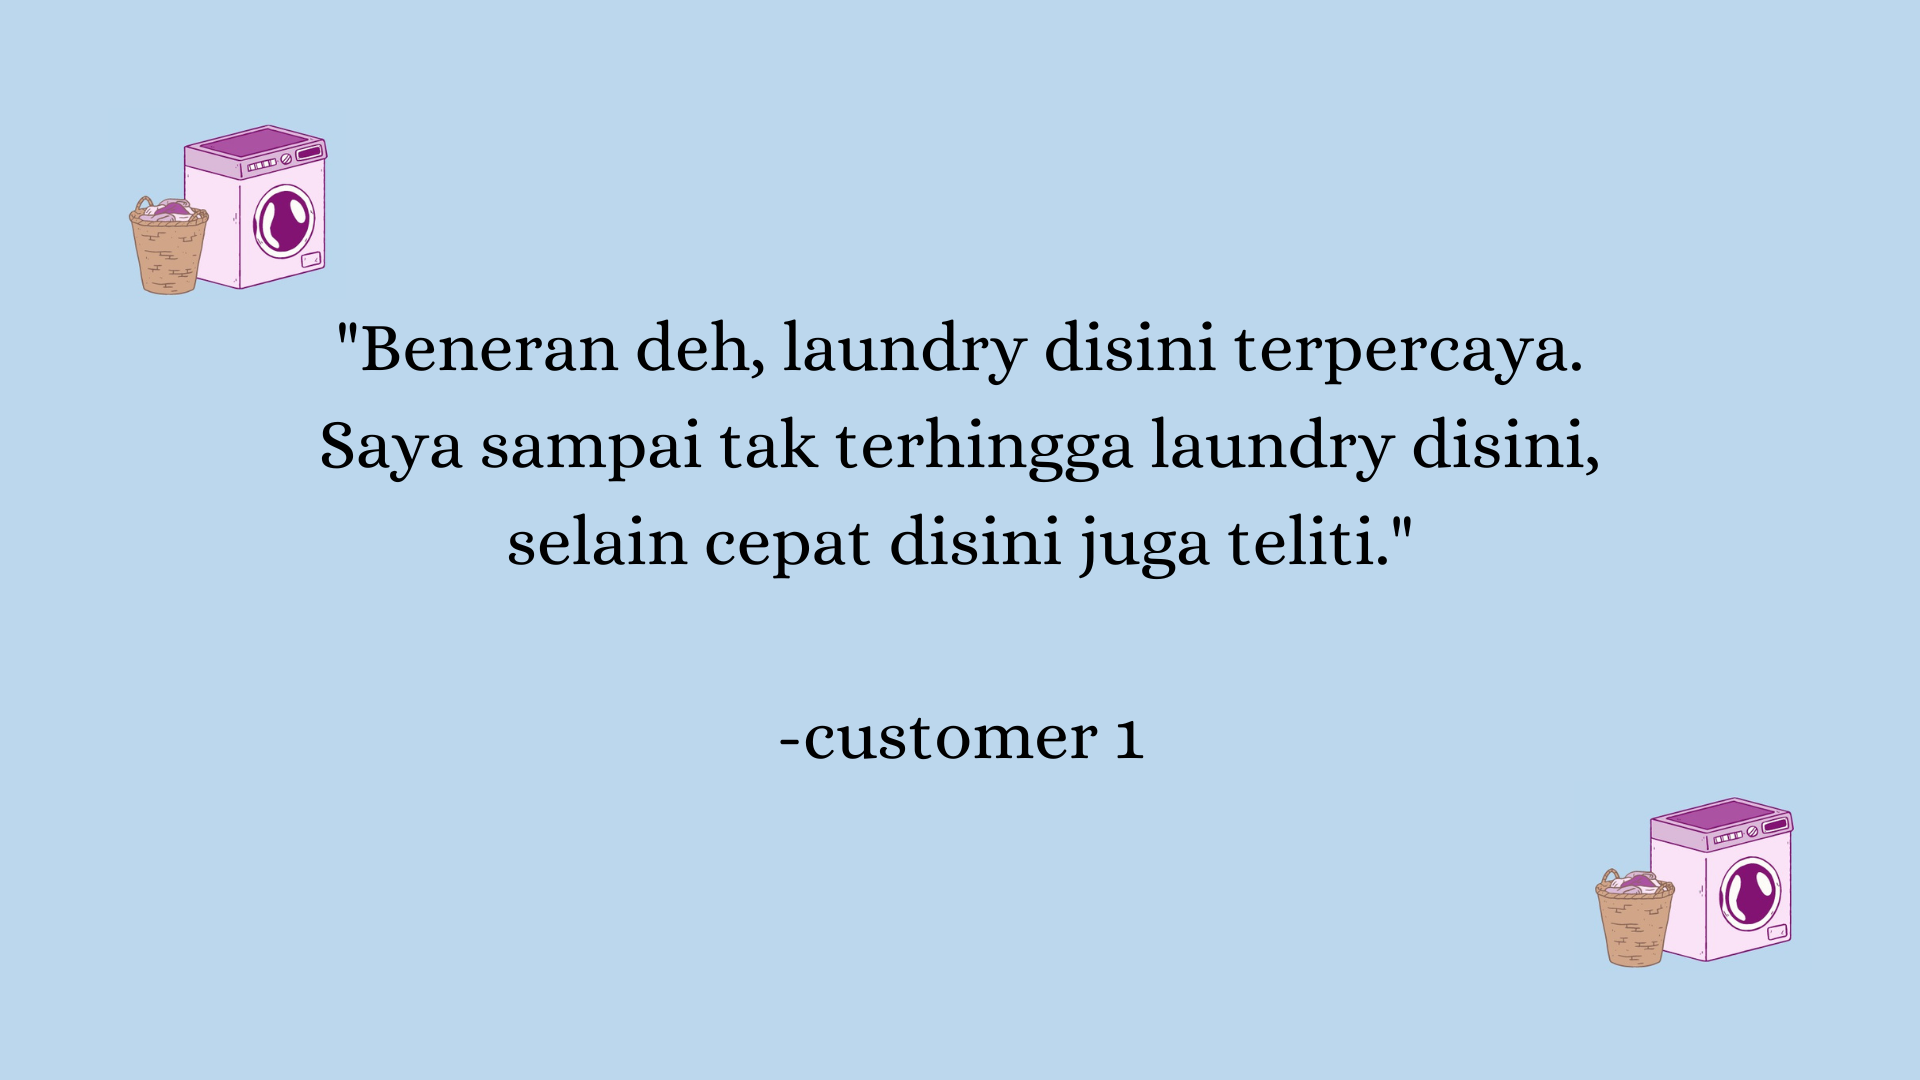 "Beneran deh, laundry disini terpercaya.
Saya sampai tak terhingga laundry disini,
selain cepat disini juga teliti."
-customer 1